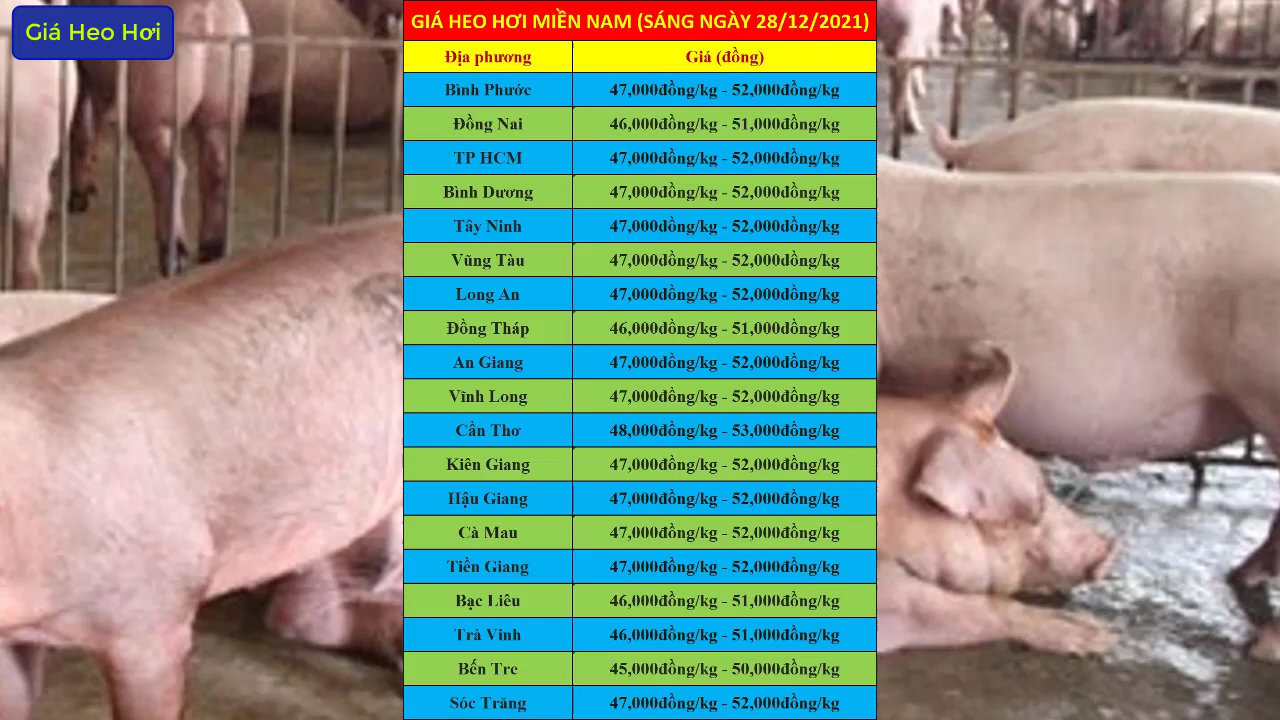 Giá Heo Hơi
GIÁ HEO HƠI MIỀN NAM (SÁNG NGÀY 28/12/2021)
Địa phương Giá (đồng)
Bình Phước 47,000đồng/kg - 52,000đồng/kg
Đồng Nai 46,000đồng/kg - 51,000đồng/kg
TP HCM 47,000đồng/kg - 52,000đồng/kg
Bình Dương 47,000đồng/kg - 52,000đồng/kg
Tây Ninh 47,000đồng/kg - 52,000đồng/kg
Vũng Tàu 47,000đồng/kg - 52,000đồng/kg
Long An 47,000đồng/kg - 52,000đồng/kg
Đồng Tháp 46,000đồng/kg - 51,000đồng/kg
An Giang 47,000đồng/kg - 52,000đồng/kg
Vĩnh Long 47,000đồng/kg - 52,000đồng/kg
Cần Thơ 48,000đồng/kg - 53,000đồng/kg
Kiên Giang 47,000đồng/kg - 52,000đồng/kg
Hậu Giang 47,000đồng/kg - 52,000đồng/kg
Cà Mau 47,000đồng/kg - 52,000đồng/kg
Tiền Giang 47,000đồng/kg - 52,000đồng/kg
Bạc Liêu 46,000đồng/kg - 51,000đồng/kg
Trà Vinh 46,000đồng/kg - 51,000đồng/kg
Bến Tre 45,000đồng/kg - 50,000đồng/kg
Sóc Trăng 47,000đồng/kg - 52,000đồng/kg